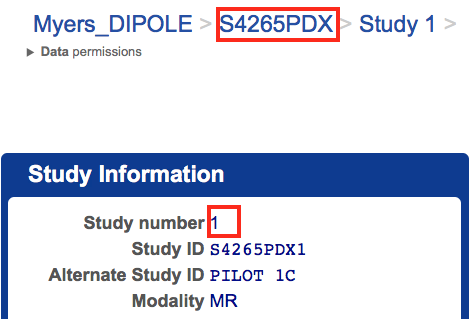 Myers_DIPOLE > S4265PDX > Study 1 >
▶ Data permissions
Study Information
Study number 1
Study ID S4265PDX1
Alternate Study ID PILOT 1C
Modality MR